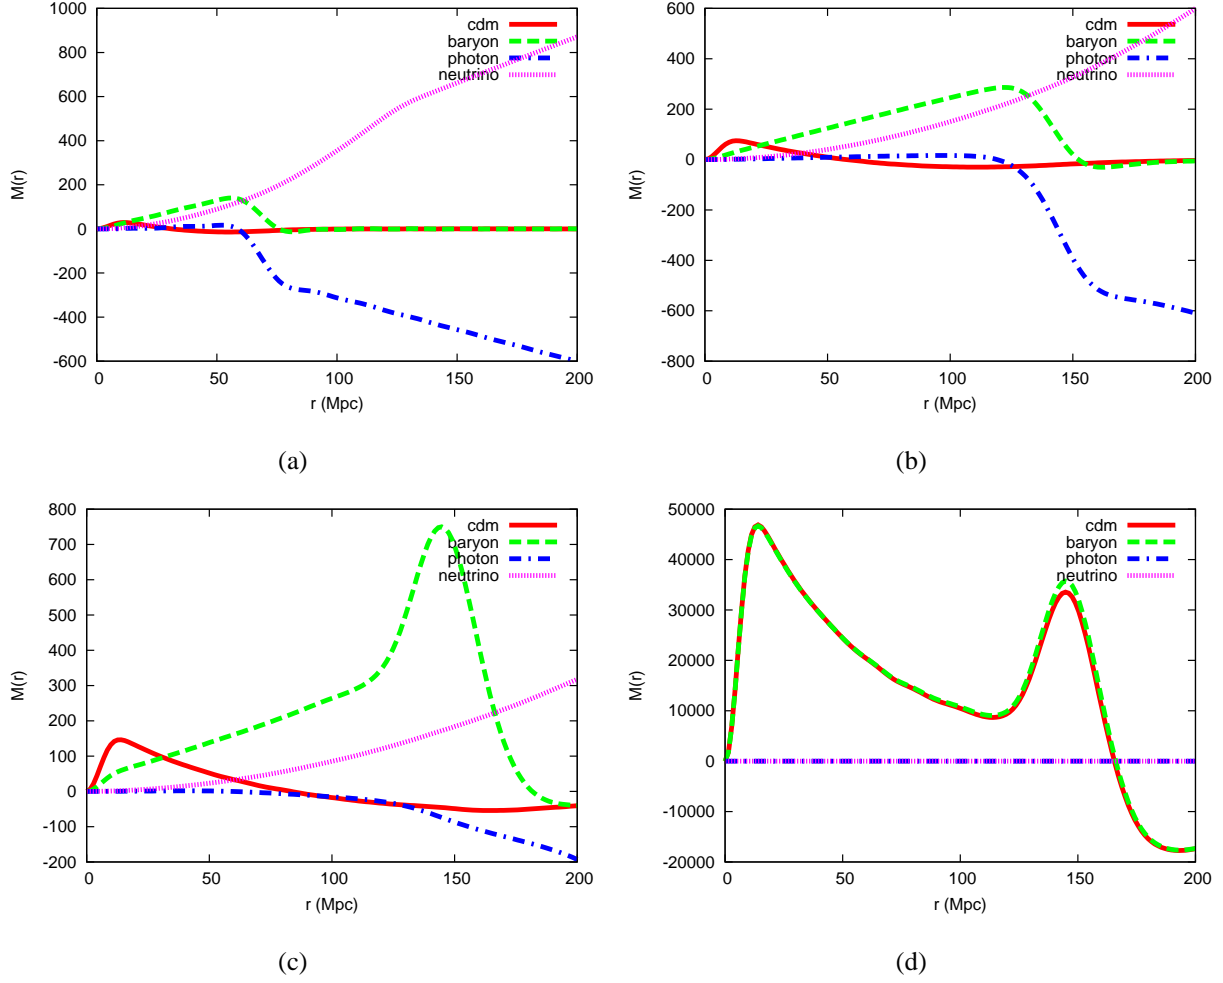 1000
800
600
400
200
0
-200
-400
-600
M(r)
0 50 100 150 200
r (Mpc)
cdm
baryon
photon
neutrino
(a)
600
400
200
0
-200
-400
-600
-800
M(r)
0 50 100 150 200
r (Mpc)
cdm
baryon
photon
neutrino
(b)
800
700
600
500
400
300
200
100
0
-100
-200
M(r)
0 50 100 150 200
r (Mpc)
cdm
baryon
photon
neutrino
(c)
50000
40000
30000
20000
10000
0
-10000
-20000
M(r)
0 50 100 150 200
r (Mpc)
cdm
baryon
photon
neutrino
(d)